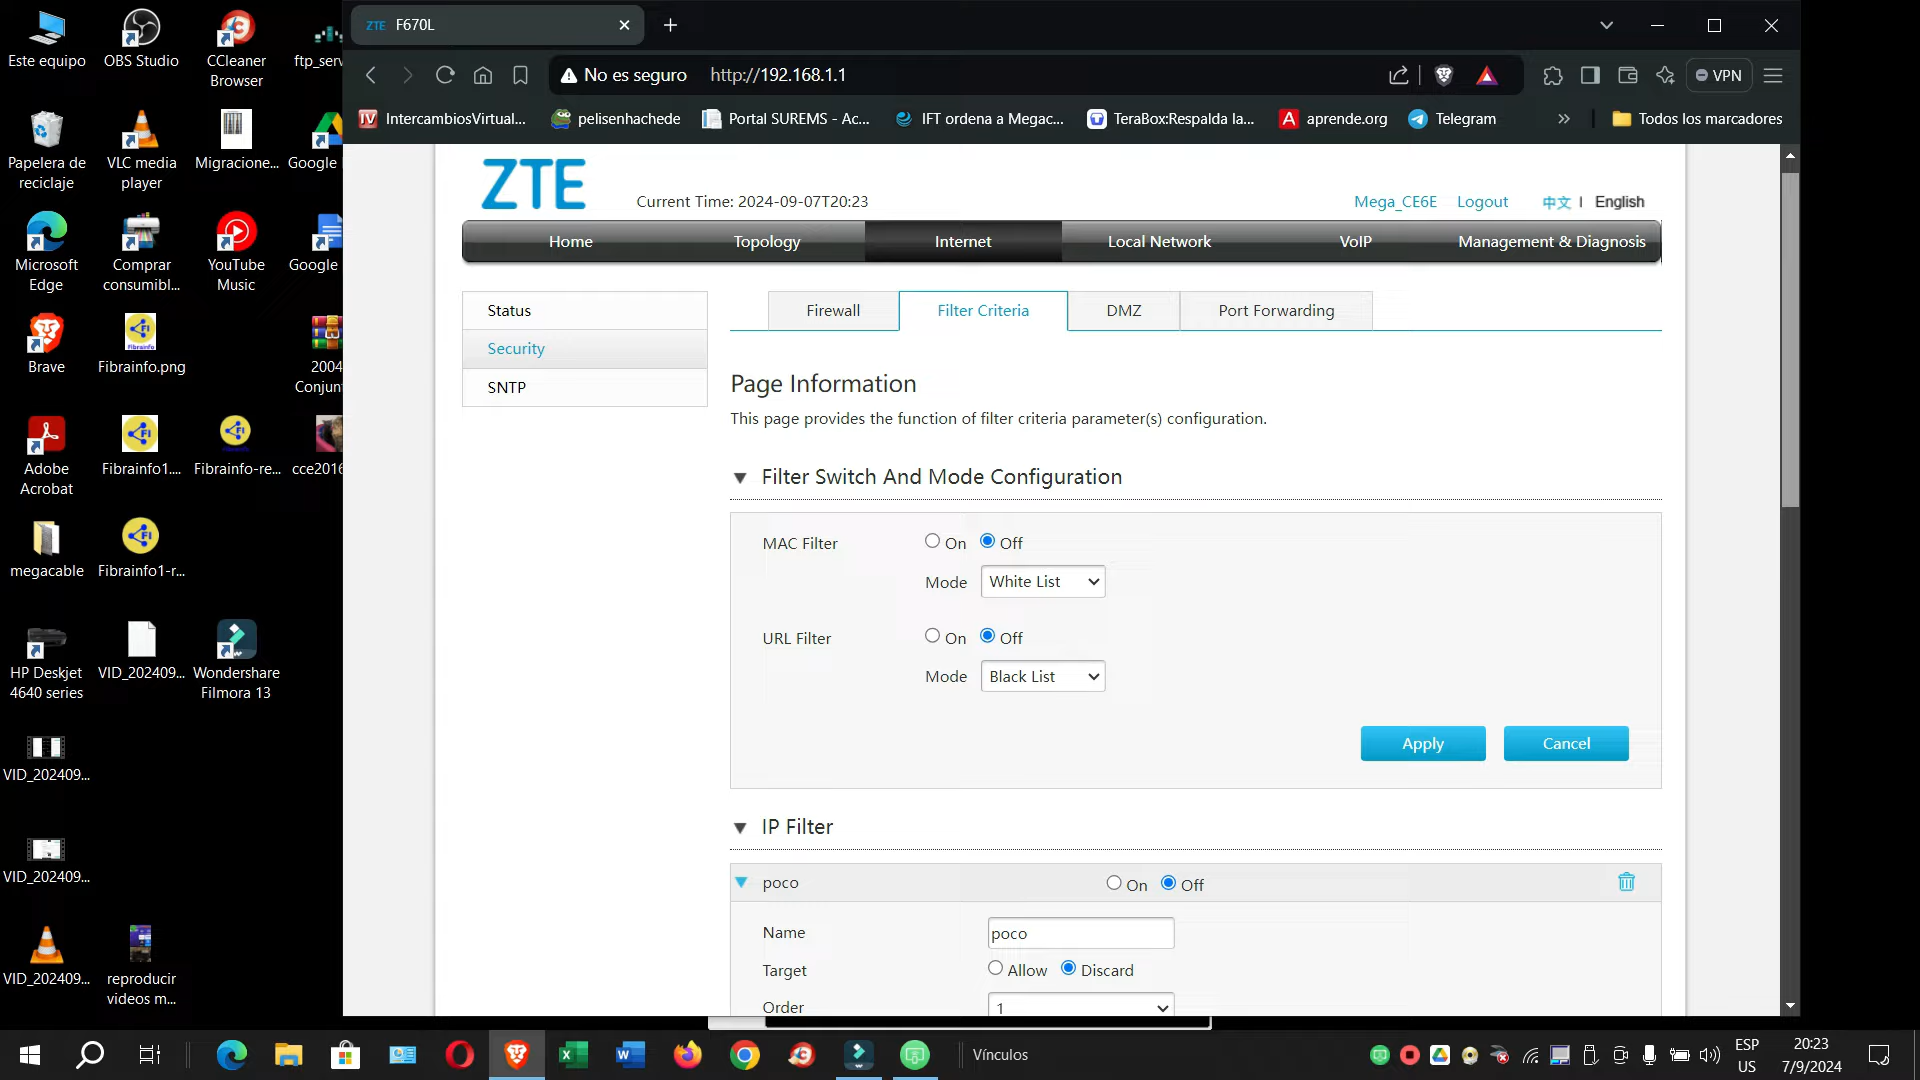 Este equipo
OBS Studio
CCleaner
Browser
ftp_serv
Papelera de
reciclaje
VLC media
player
Migracione...
Google
Microsoft
Edge
Comprar
consumibl...
YouTube
Music
Google
Brave
Fibrainfo.png
2004
Conjun
Adobe
Acrobat
Fibrainfo1....
Fibrainfo-re...
cce2016
megacable
Fibrainfo1-r...
HP Deskjet
4640 series
VID_202409...
Wondershare
Filmora 13
VID_202409...
VID_202409...
VID_202409...
reproducir
videos m...
ZTE F670L
No es seguro http://192.168.1.1
VPN
IV IntercambiosVirtual...
pelisenhachede
Portal SUREMS - Ac...
IFT ordena a Megac...
TeraBox:Respalda la...
A aprende.org
Telegram
»
Todos los marcadores
ZTE
Current Time: 2024-09-07T20:23
Mega_CE6E Logout 中文 | English
Home Topology Internet Local Network VoIP Management & Diagnosis
Status
Security
SNTP
Firewall Filter Criteria DMZ Port Forwarding
Page Information
This page provides the function of filter criteria parameter(s) configuration.
Filter Switch And Mode Configuration
MAC Filter On Off
Mode White List
URL Filter On Off
Mode Black List
Apply Cancel
IP Filter
poco On Off
Name poco
Target Allow Discard
Order 1
Vínculos
ESP
US
20:23
7/9/2024